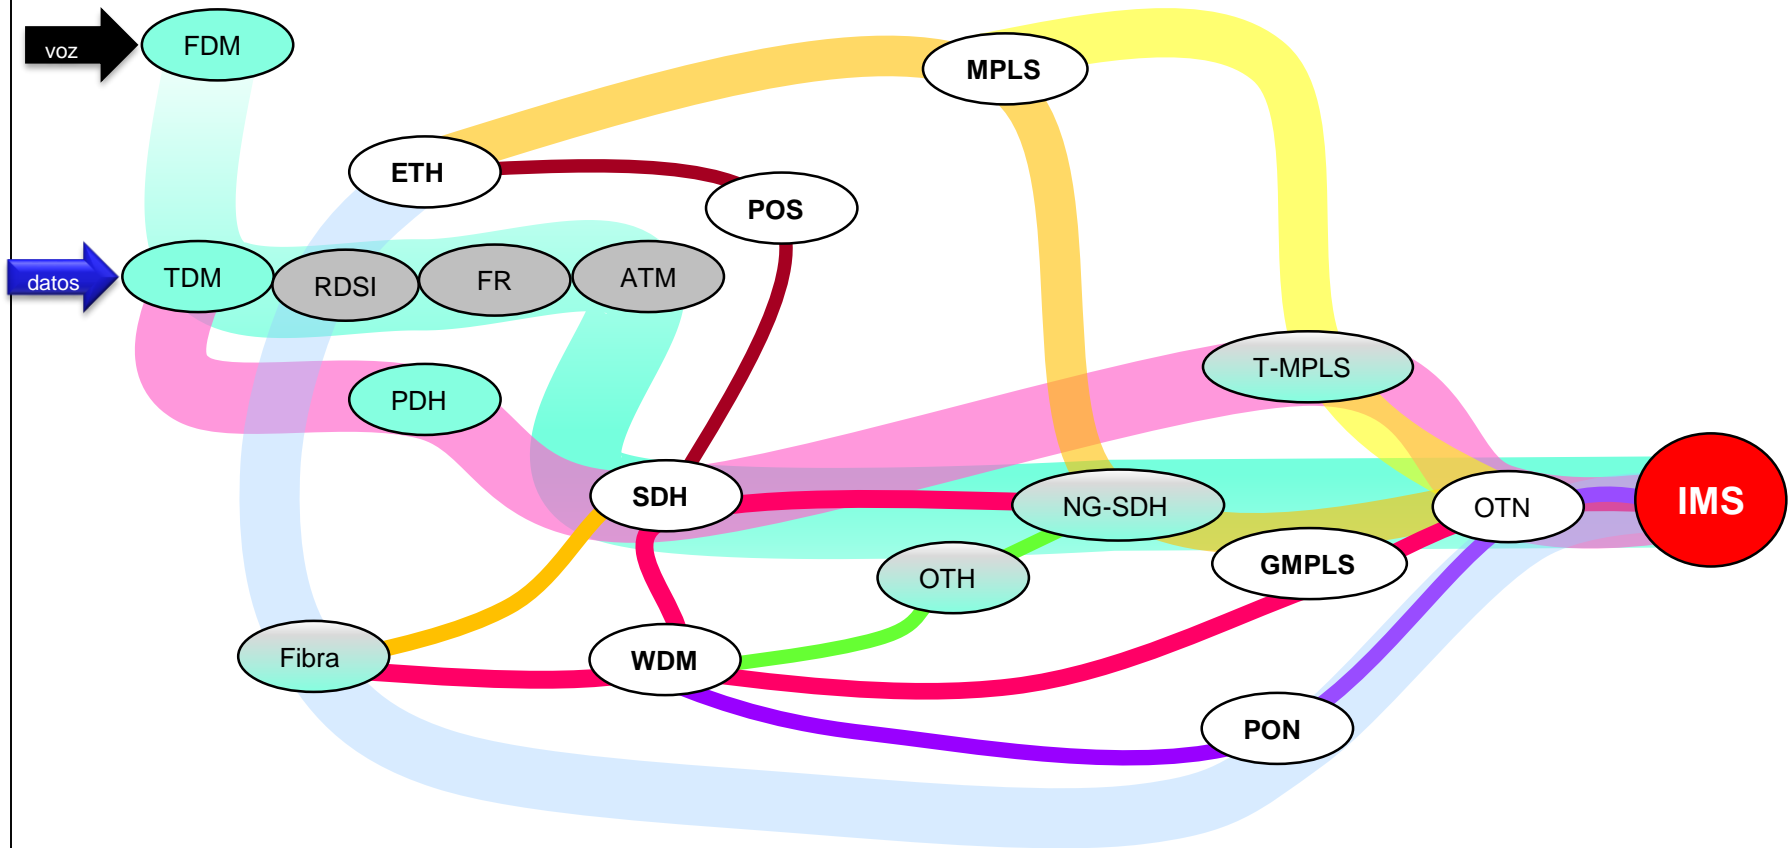 FDM
voz
MPLS
ETH
POS
TDM
RDSI
FR
ATM
datos
T-MPLS
PDH
SDH
NG-SDH
OTN
IMS
OTH
GMPLS
Fibra
WDM
PON